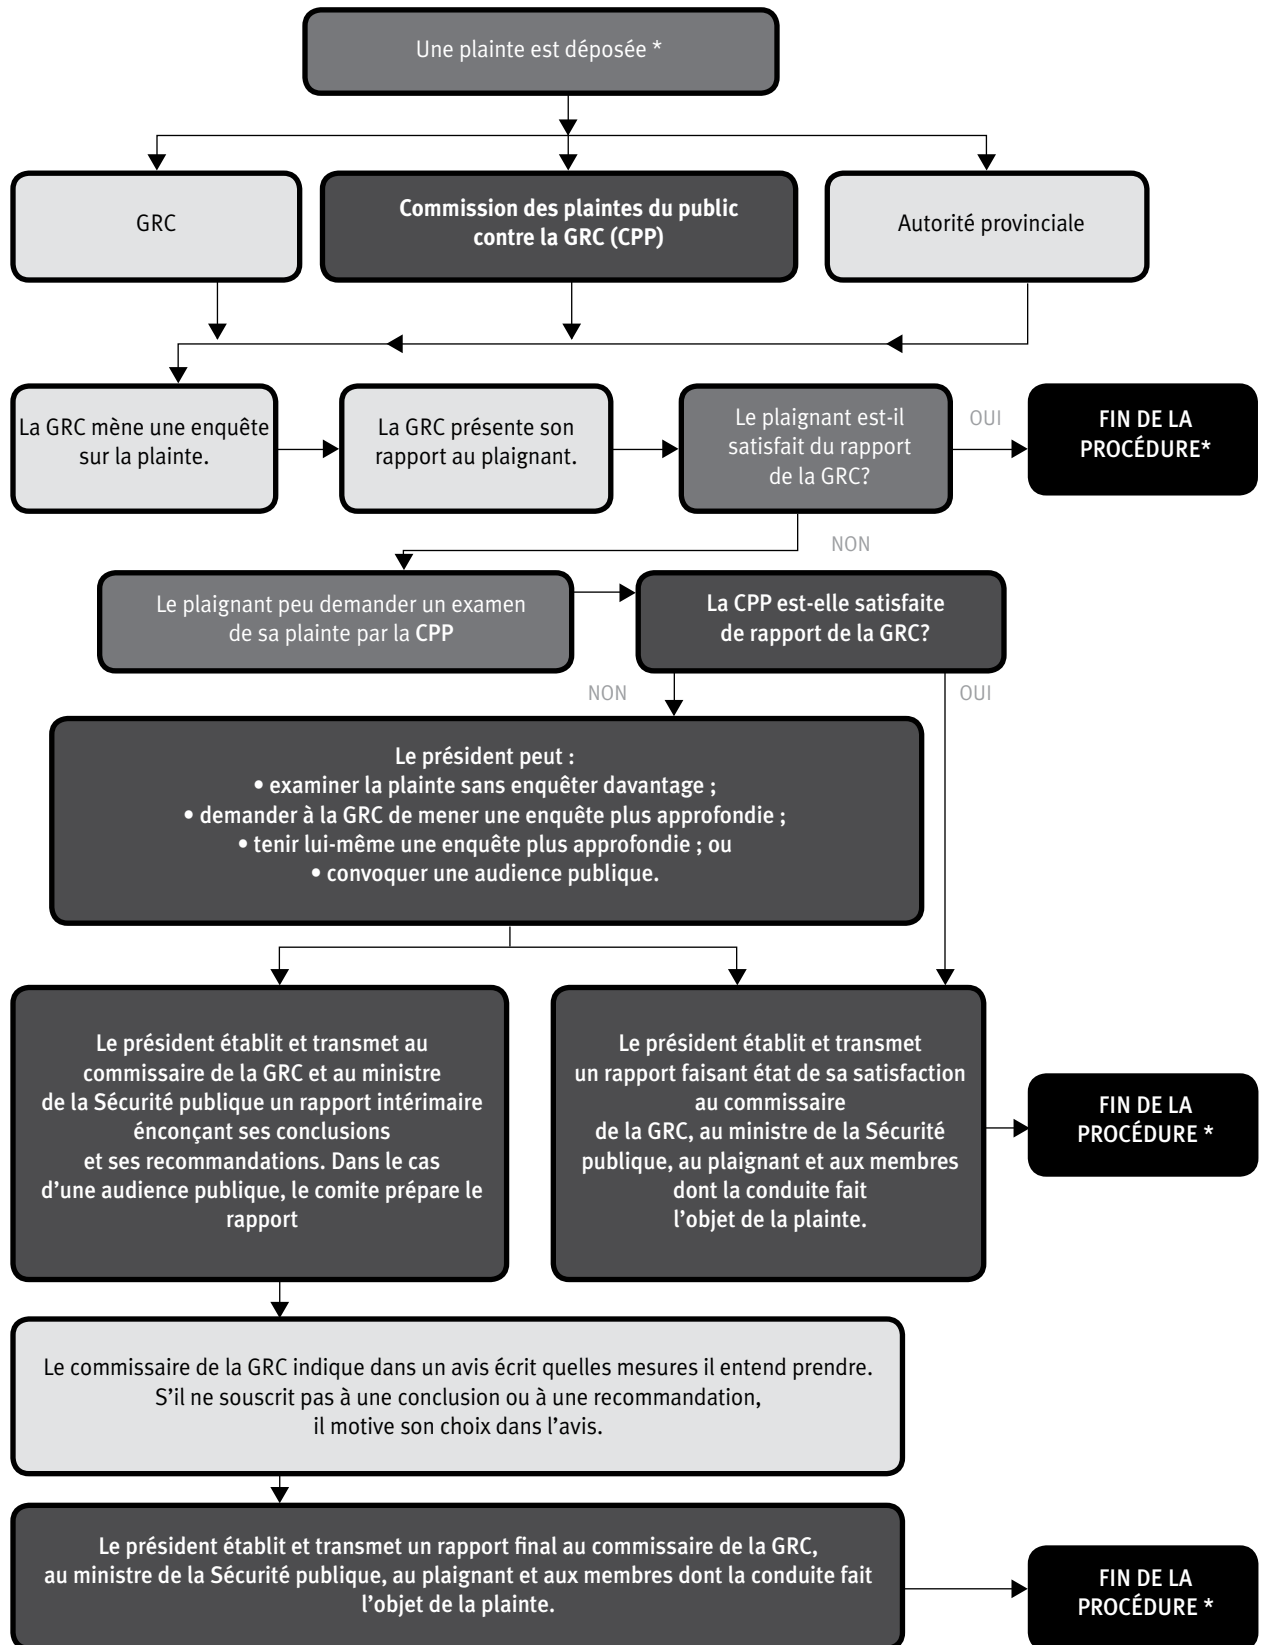 Une plainte est déposée *
GRC
Commission des plaintes du public
contre la GRC (CPP)
Autorité provinciale
La GRC mène une enquête
sur la plainte.
La GRC présente son
rapport au plaignant.
Le plaignant est-il
satisfait du rapport
de la GRC?
OUI
FIN DE LA
PROCÉDURE*
NON
Le plaignant peu demander un examen
de sa plainte par la CPP
La CPP est-elle satisfaite
de rapport de la GRC?
NON
OUI
Le président peut :
• examiner la plainte sans enquêter davantage ;
• demander à la GRC de mener une enquête plus approfondie ;
• tenir lui-même une enquête plus approfondie ; ou
• convoquer une audience publique.
Le président établit et transmet au
commissaire de la GRC et au ministre
de la Sécurité publique un rapport intérimaire
énconçant ses conclusions
et ses recommandations. Dans le cas
d'une audience publique, le comite prépare le
rapport
Le président établit et transmet
un rapport faisant état de sa satisfaction
au commissaire
de la GRC, au ministre de la Sécurité
publique, au plaignant et aux membres
dont la conduite fait
l'objet de la plainte.
FIN DE LA
PROCÉDURE *
Le commissaire de la GRC indique dans un avis écrit quelles mesures il entend prendre.
S'il ne souscrit pas à une conclusion ou à une recommandation,
il motive son choix dans l'avis.
Le président établit et transmet un rapport final au commissaire de la GRC,
au ministre de la Sécurité publique, au plaignant et aux membres dont la conduite fait
l'objet de la plainte.
FIN DE LA
PROCÉDURE *